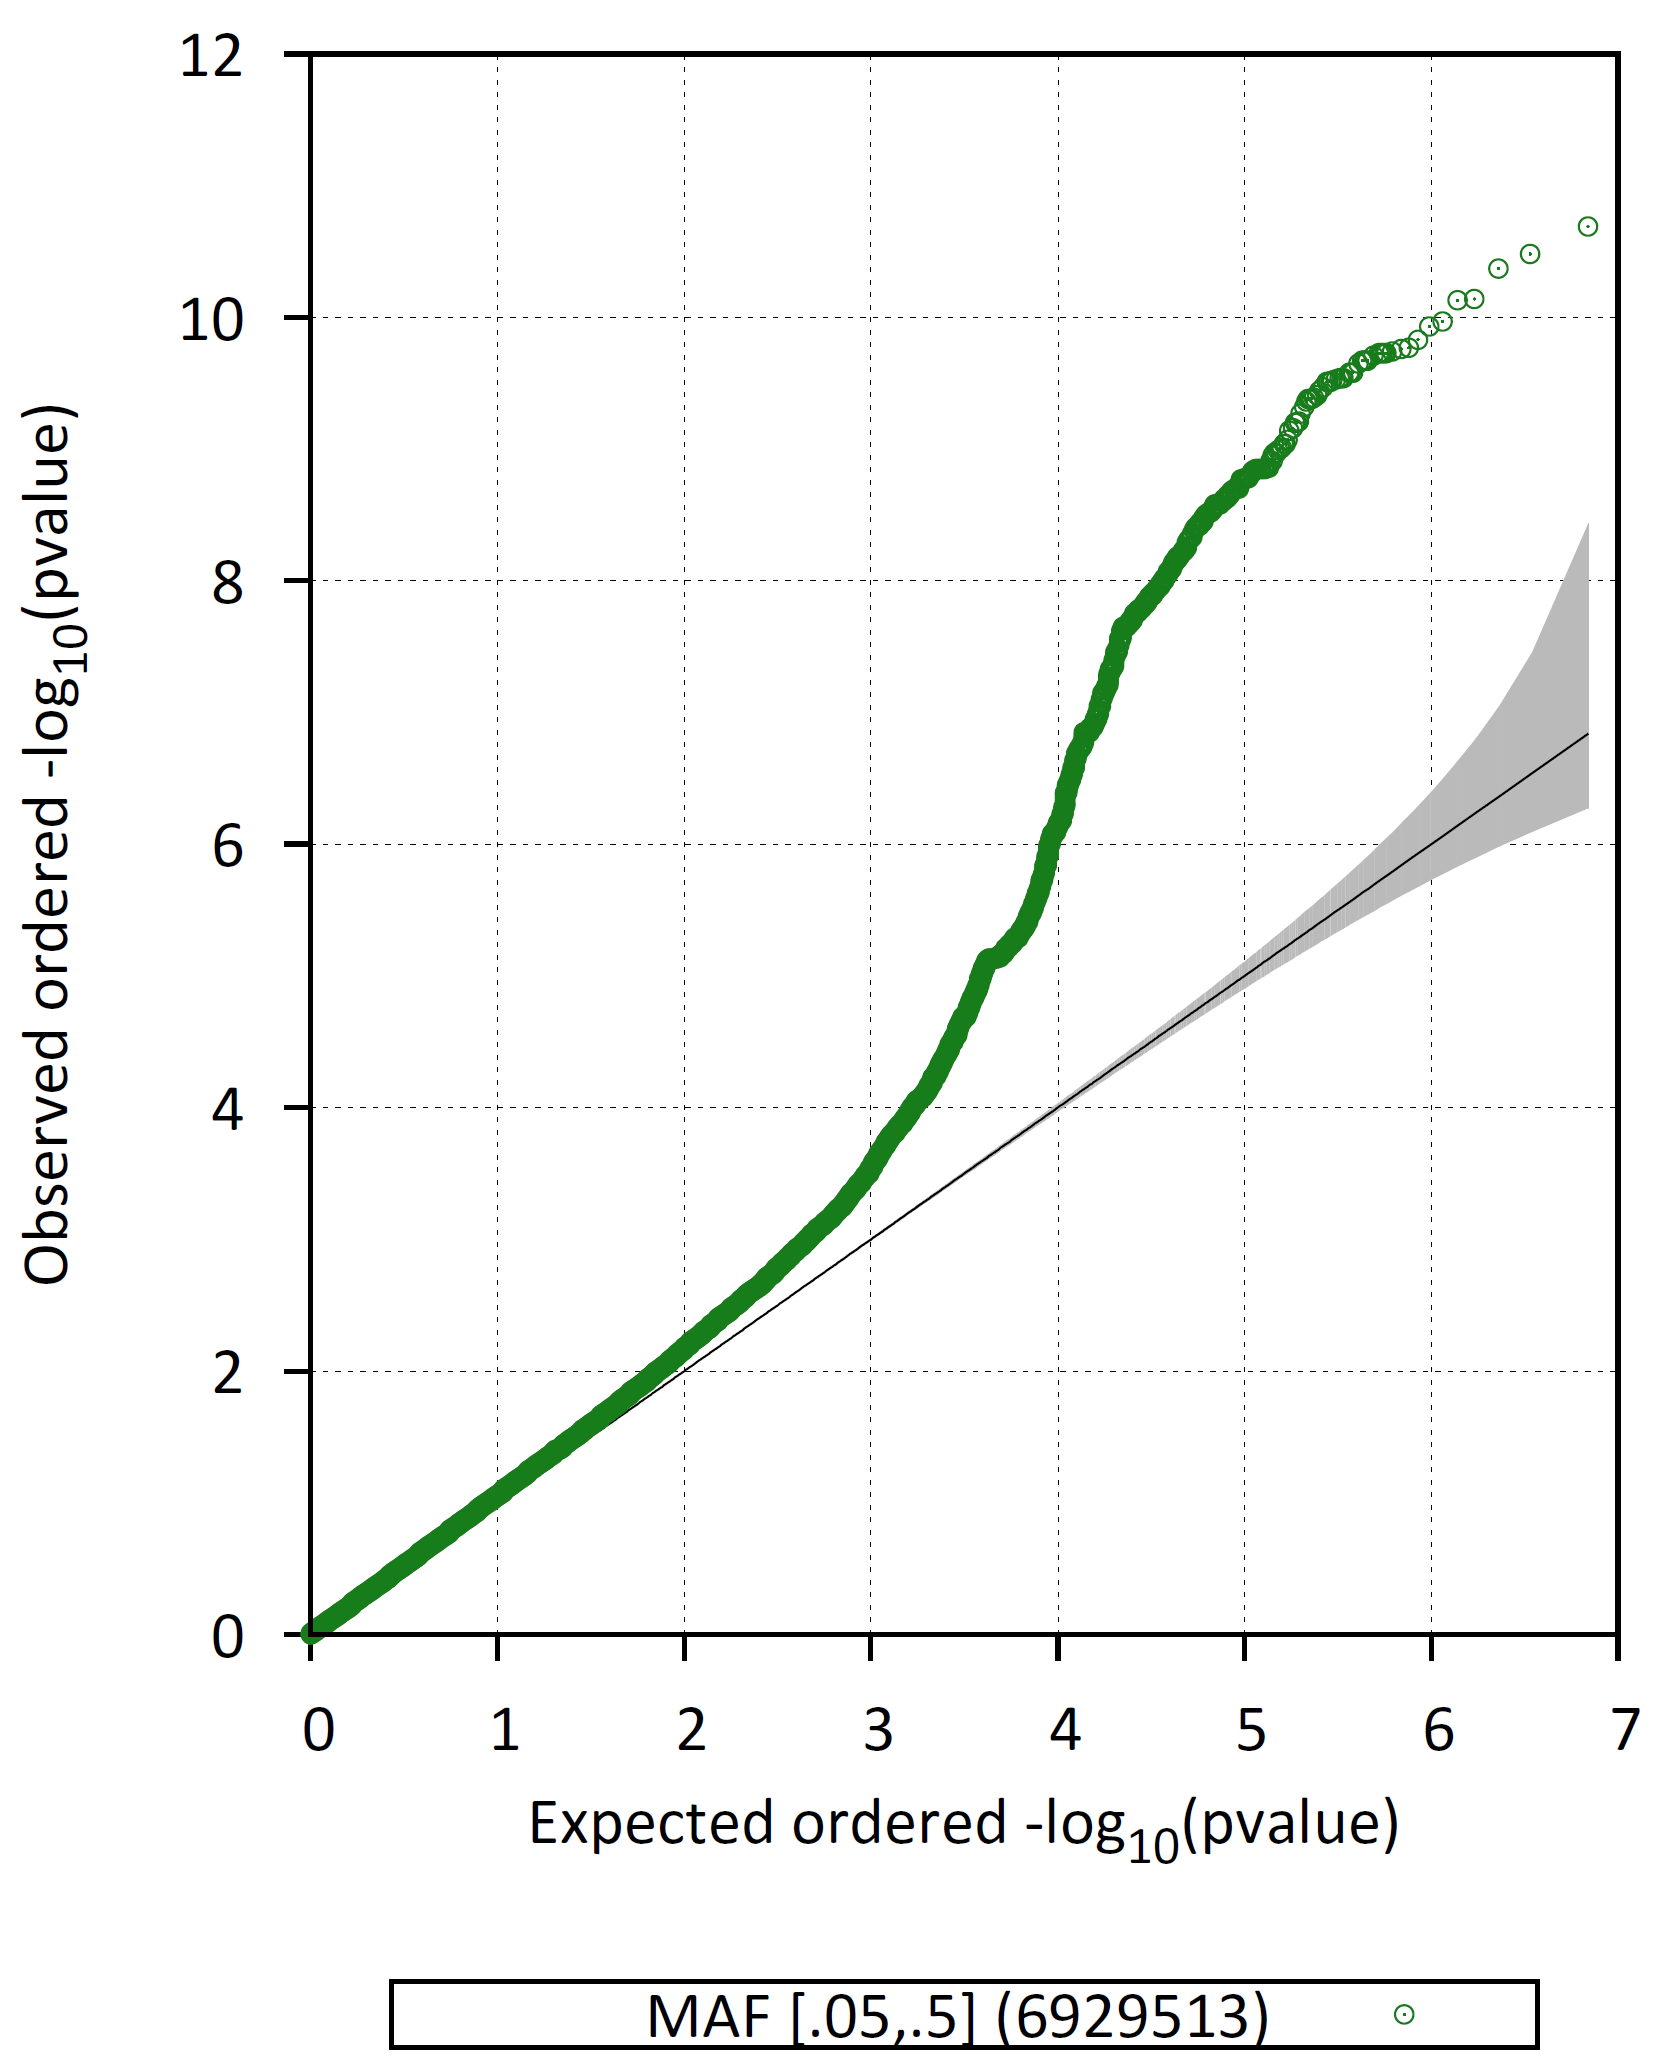 Observed ordered -log10(pvalue)
12
10
8
6
4
2
0
0 1 2 3 4 5 6 7
Expected ordered -log10(pvalue)
MAF [.05,.5] (6929513)